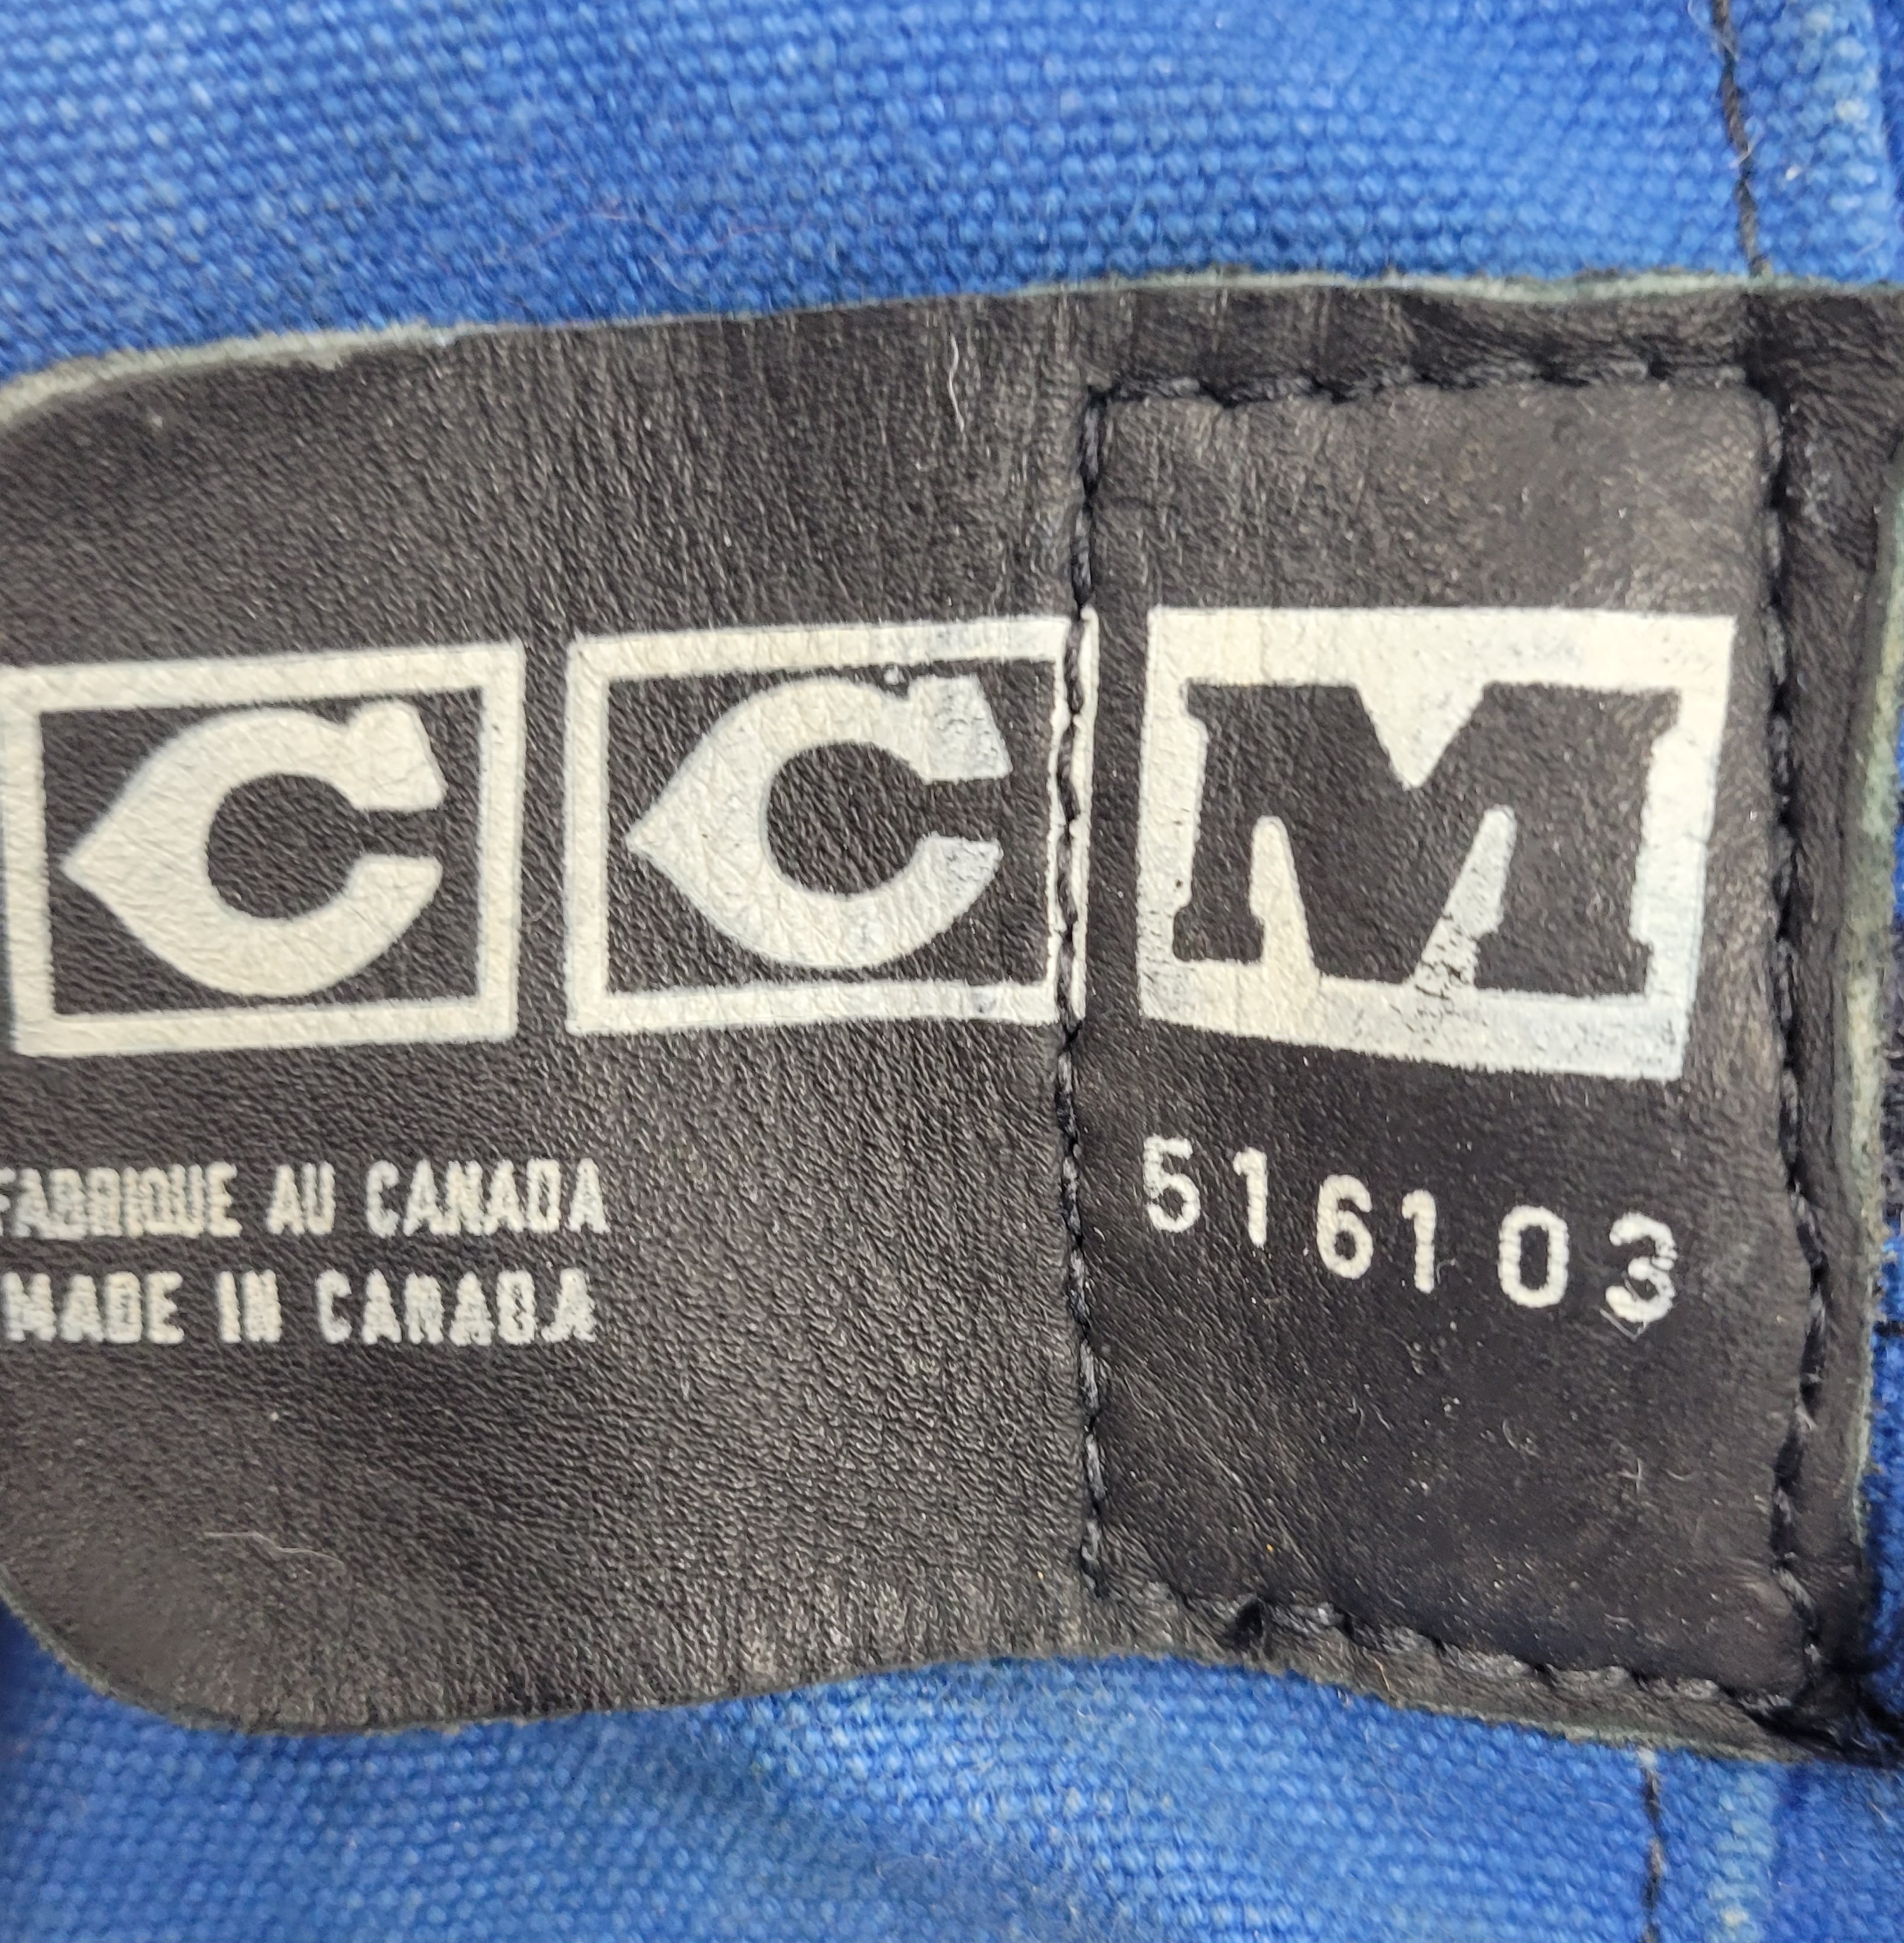 CCM
516103
FABRIQUE AU CANADA
MADE IN CANADA